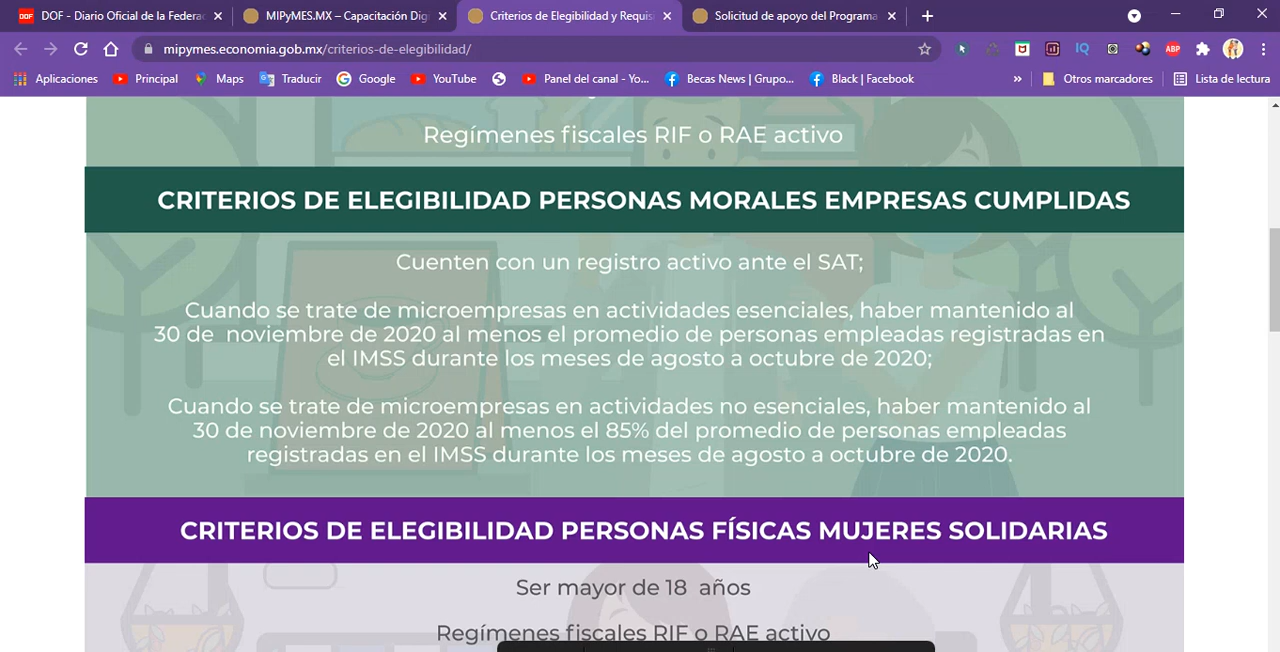 DOF - Diario Oficial de la Federac
MIPyMES.MX – Capacitación Dig
Criterios de Elegibilidad y Requis
Solicitud de apoyo del Programa
mipymes.economia.gob.mx/criterios-de-elegibilidad/
IQ
ABP
Aplicaciones
Principal
Maps
Traducir
Google
YouTube
Panel del canal - Yo...
Becas News | Grupo...
Black | Facebook
»
Otros marcadores
Lista de lectura
Regímenes fiscales RIF o RAE activo
CRITERIOS DE ELEGIBILIDAD PERSONAS MORALES EMPRESAS CUMPLIDAS
Cuenten con un registro activo ante el SAT;
Cuando se trate de microempresas en actividades esenciales, haber mantenido al
30 de noviembre de 2020 al menos el promedio de personas empleadas registradas en
el IMSS durante los meses de agosto a octubre de 2020;
Cuando se trate de microempresas en actividades no esenciales, haber mantenido al
30 de noviembre de 2020 al menos el 85% del promedio de personas empleadas
registradas en el IMSS durante los meses de agosto a octubre de 2020.
CRITERIOS DE ELEGIBILIDAD PERSONAS FÍSICAS MUJERES SOLIDARIAS
Ser mayor de 18 años
Regímenes fiscales RIF o RAE activo